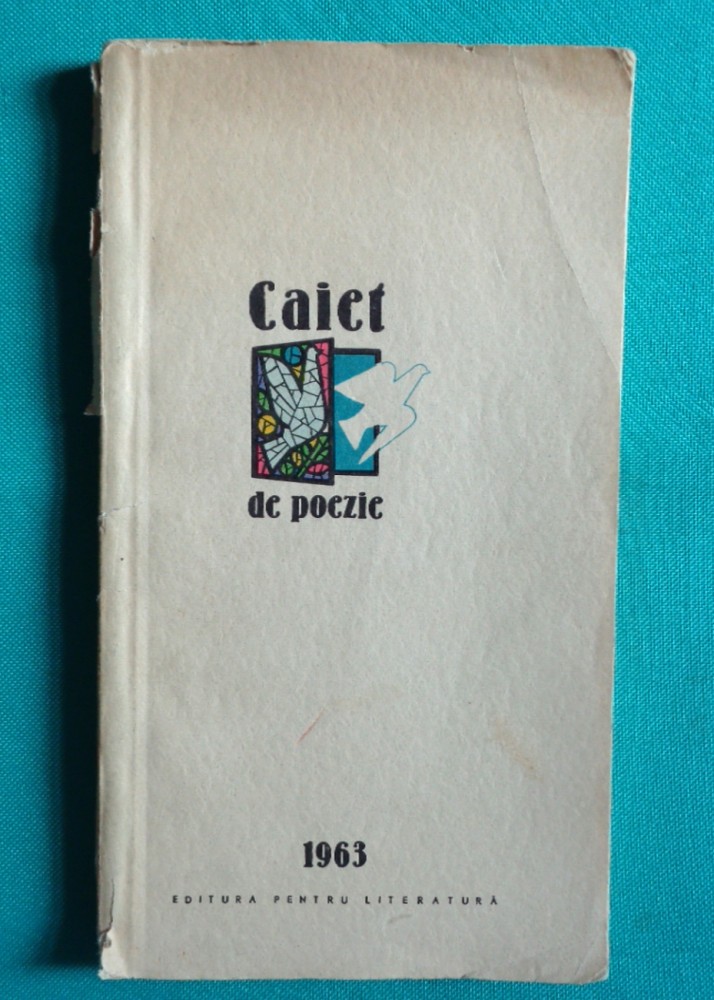 Caiet
de poezie
1963
EDITURA PENTRU LITERATURĂ